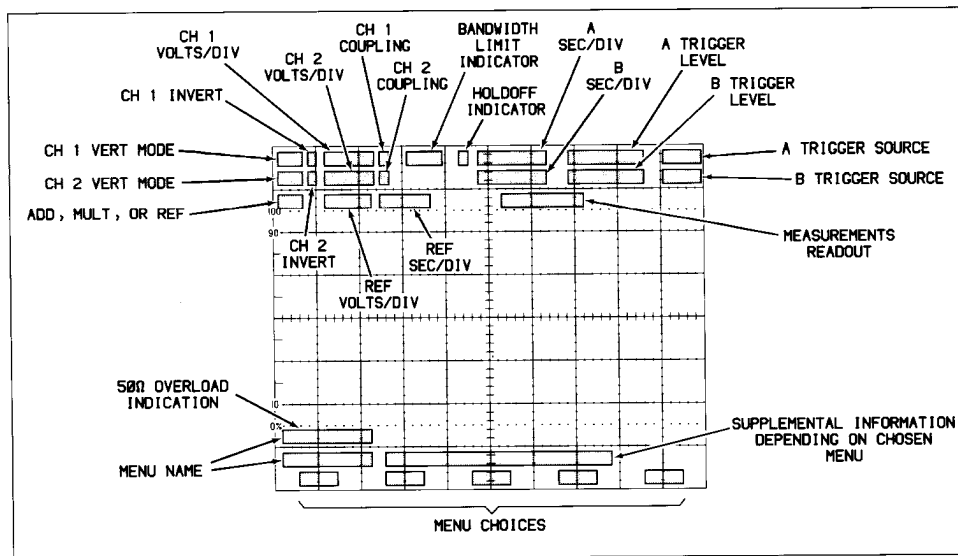 CH 1
VOLTS/DIV
CH 1
COUPLING
BANDWIDTH
LIMIT
INDICATOR
A
SEC/DIV
A TRIGGER
LEVEL
CH 2
VOLTS/DIV
CH 2
COUPLING
B
SEC/DIV
B TRIGGER
LEVEL
CH 1 INVERT
HOLDOFF
INDICATOR
CH 1 VERT MODE
A TRIGGER SOURCE
CH 2 VERT MODE
B TRIGGER SOURCE
ADD, MULT, OR REF
100
90
CH 2
INVERT
REF
SEC/DIV
MEASUREMENTS
READOUT
REF
VOLTS/DIV
50Ω OVERLOAD
INDICATION
10
0%
SUPPLEMENTAL INFORMATION
DEPENDING ON CHOSEN
MENU
MENU NAME
MENU CHOICES